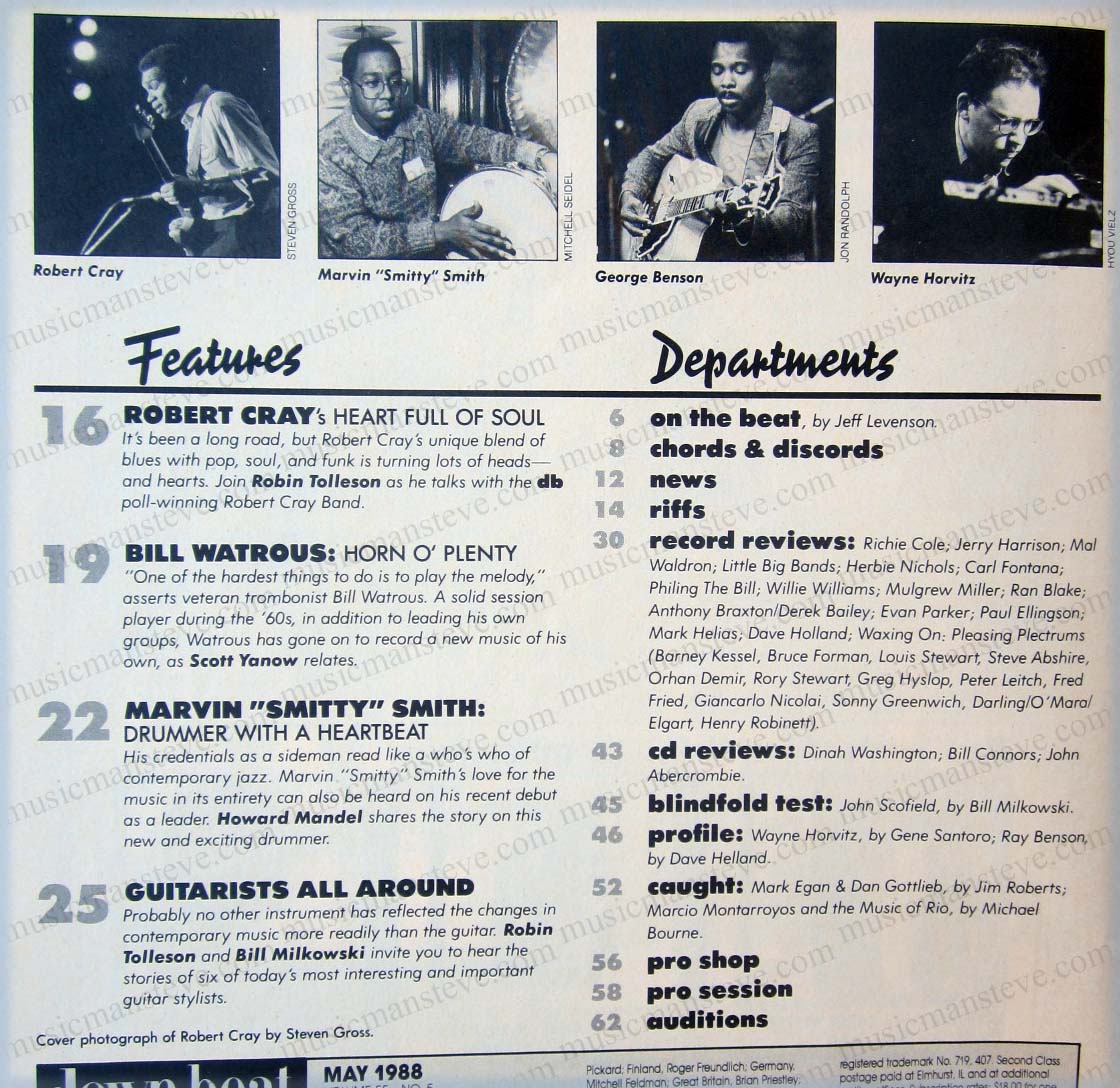 STEVEN GROSS
MITCHELL SEIDEL
JON RANDOLPH
HYOU VIELZ
Robert Cray
Marvin "Smitty" Smith
George Benson
Wayne Horvitz
Features
16 ROBERT CRAY's HEART FULL OF SOUL
It's been a long road, but Robert Cray's unique blend of
blues with pop, soul, and funk is turning lots of heads—
and hearts. Join Robin Tolleson as he talks with the db
poll-winning Robert Cray Band.
19 BILL WATROUS: HORN O' PLENTY
"One of the hardest things to do is to play the melody,"
asserts veteran trombonist Bill Watrous. A solid session
player during the '60s, in addition to leading his own
groups, Watrous has gone on to record a new music of his
own, as Scott Yanow relates.
22 MARVIN "SMITTY" SMITH:
DRUMMER WITH A HEARTBEAT
His credentials as a sideman read like a who's who of
contemporary jazz. Marvin "Smitty" Smith's love for the
music in its entirety can also be heard on his recent debut
as a leader. Howard Mandel shares the story on this
new and exciting drummer.
25 GUITARISTS ALL AROUND
Probably no other instrument has reflected the changes in
contemporary music more readily than the guitar. Robin
Tolleson and Bill Milkowski invite you to hear the
stories of six of today's most interesting and important
guitar stylists.
Cover photograph of Robert Cray by Steven Gross.
Departments
6 on the beat, by Jeff Levenson.
8 chords & discords
12 news
14 riffs
30 record reviews: Richie Cole; Jerry Harrison; Mal
Waldron; Little Big Bands; Herbie Nichols; Carl Fontana;
Philing The Bill; Willie Williams; Mulgrew Miller; Ran Blake;
Anthony Braxton/Derek Bailey; Evan Parker; Paul Ellingson;
Mark Helias; Dave Holland; Waxing On: Pleasing Plectrums
(Barney Kessel, Bruce Forman, Louis Stewart, Steve Abshire,
Orhan Demir, Rory Stewart, Greg Hyslop, Peter Leitch, Fred
Fried, Giancarlo Nicolai, Sonny Greenwich, Darling/O'Mara/
Elgart, Henry Robinett).
43 cd reviews: Dinah Washington; Bill Connors; John
Abercrombie.
45 blindfold test: John Scofield, by Bill Milkowski.
46 profile: Wayne Horvitz, by Gene Santoro; Ray Benson,
by Dave Helland.
52 caught: Mark Egan & Dan Gottlieb, by Jim Roberts;
Marcio Montarroyos and the Music of Rio, by Michael
Bourne.
56 pro shop
58 pro session
62 auditions
down beat
MAY 1988
Pickard; Finland, Roger Freundlich; Germany,
Mitchell Feldman; Great Britain, Brian Priestley;
registered trademark No. 719, 407. Second Class
postage paid at Elmhurst, IL and at additional
musicmansteve.com